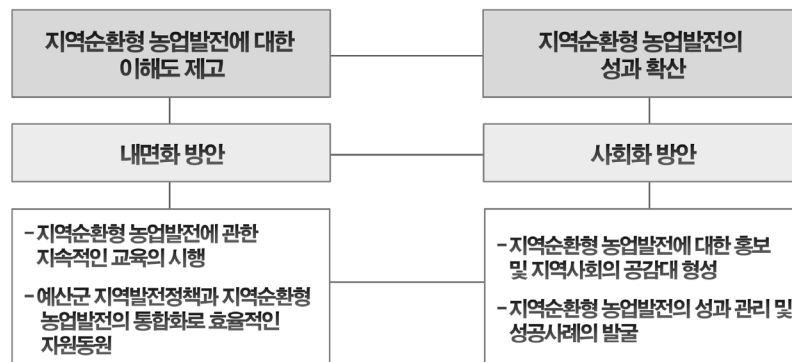 지역순환형 농업발전에 대한
이해도 제고
지역순환형 농업발전의
성과 확산
내면화 방안
사회화 방안
-지역순환형 농업발전에 관한
지속적인 교육의 시행
-예산군 지역발전정책과 지역순환형
농업발전의 통합화로 효율적인
자원동원
-지역순환형 농업발전에 대한 홍보
및 지역사회의 공감대 형성
-지역순환형 농업발전의 성과 관리 및
성공사례의 발굴